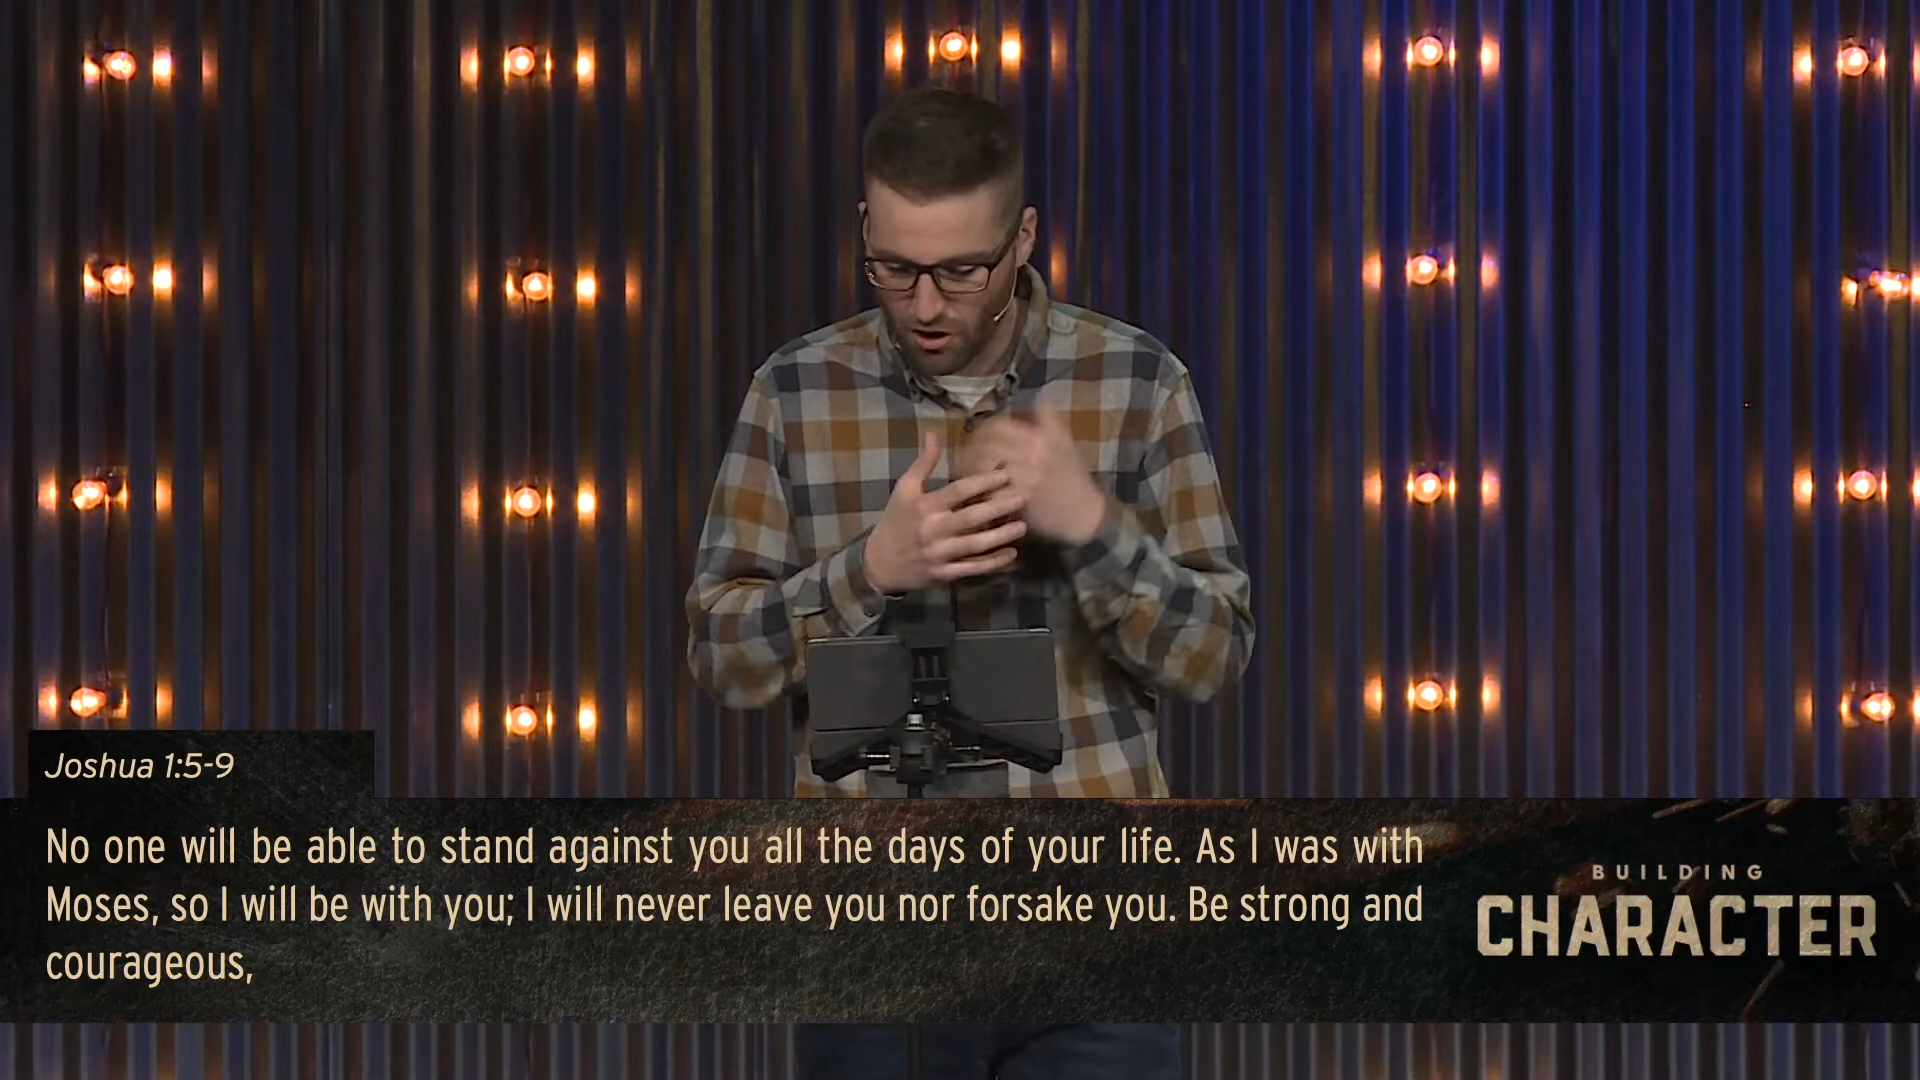 Joshua 1:5-9
No one will be able to stand against you all the days of your life. As I was with
Moses, so I will be with you; I will never leave you nor forsake you. Be strong and
courageous,
BUILDING
CHARACTER